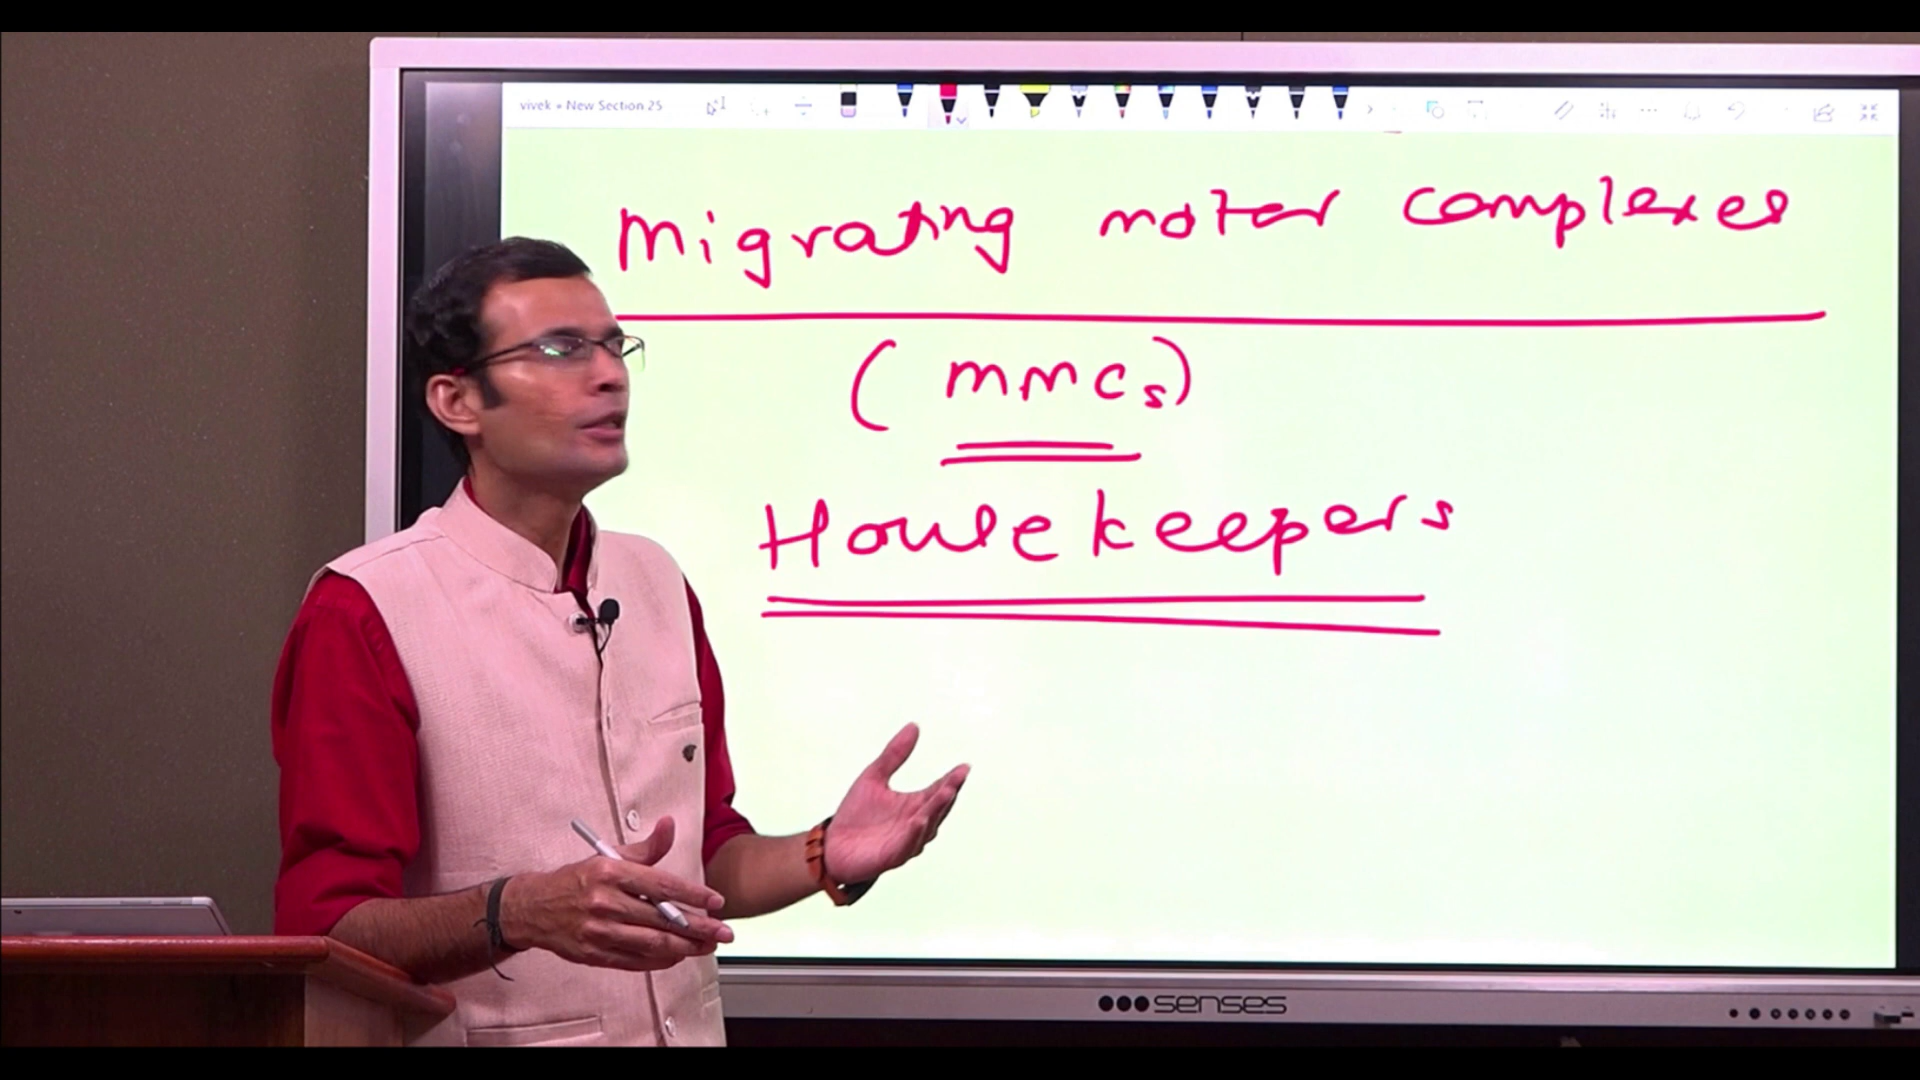 vivek » New Section 25
Migrating motor complexes
(MMCs)
Housekeepers
senses